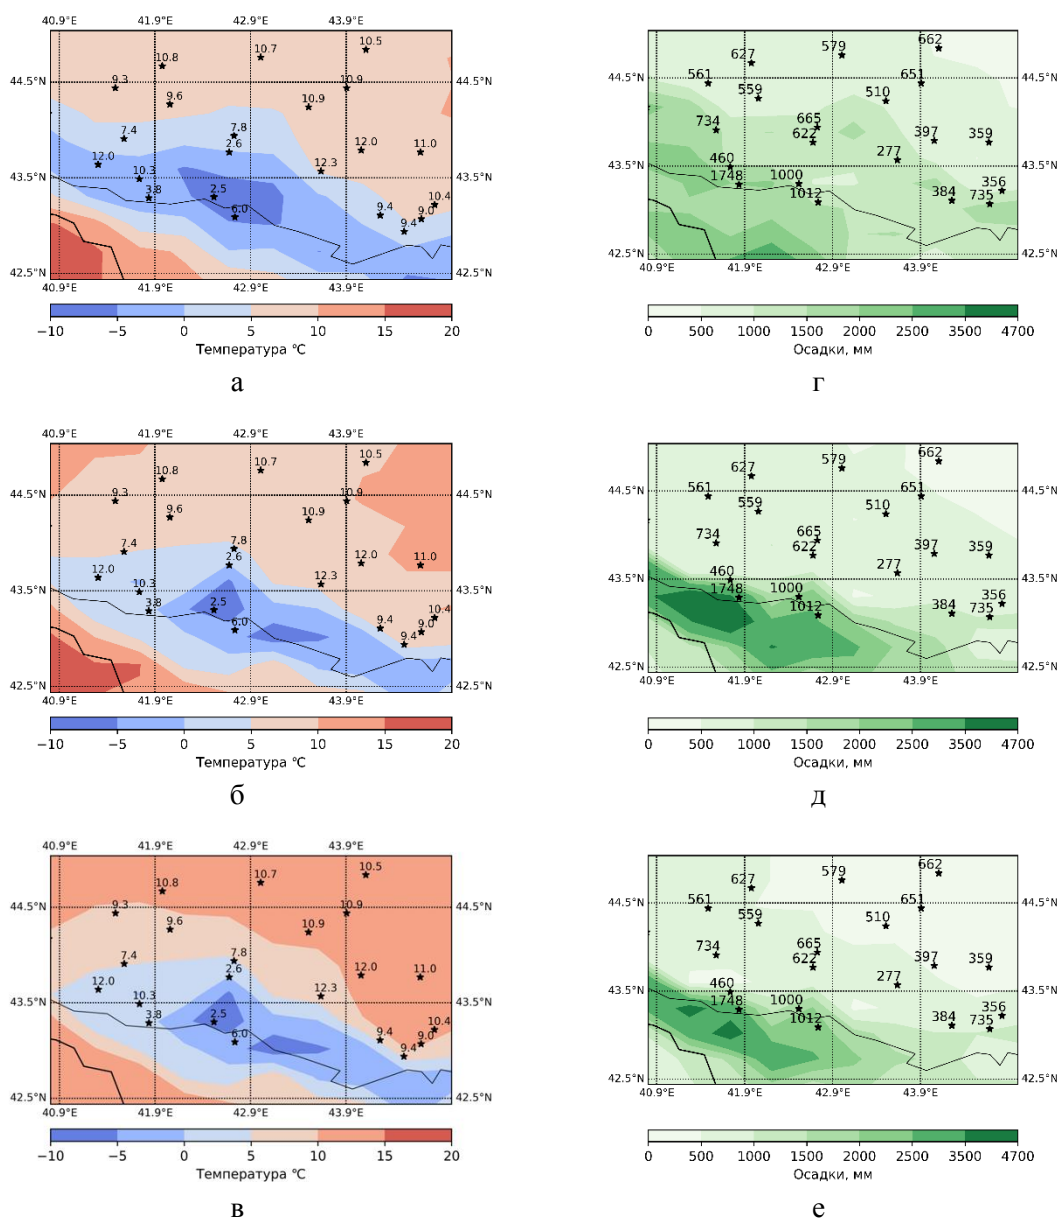 40.9°E 41.9°E 42.9°E 43.9°E
10.8 10.7 10.5
44.5°N 44.5°N
9.3 9.6 10.9 10.9
7.4 7.8 2.6 12.0 11.0
12.0 10.3 12.3
43.5°N 43.5°N
3.8 2.5 6.0 9.4 9.4 9.0 10.4
42.5°N 42.5°N
40.9°E 41.9°E 42.9°E 43.9°E
−10 −5 0 5 10 15 20
Температура °C
а
40.9°E 41.9°E 42.9°E 43.9°E
627 579 662
44.5°N 44.5°N
561 559 510 651
734 665 622 397 359
460 277
43.5°N 43.5°N
1748 1000 1012 384 735 356
42.5°N 42.5°N
40.9°E 41.9°E 42.9°E 43.9°E
0 500 1000 1500 2000 2500 3500 4700
Осадки, мм
г
40.9°E 41.9°E 42.9°E 43.9°E
10.8 10.7 10.5
44.5°N 44.5°N
9.3 9.6 10.9 10.9
7.4 7.8 2.6 12.0 11.0
12.0 10.3 12.3
43.5°N 43.5°N
3.8 2.5 6.0 9.4 9.4 9.0 10.4
42.5°N 42.5°N
40.9°E 41.9°E 42.9°E 43.9°E
−10 −5 0 5 10 15 20
Температура °C
б
40.9°E 41.9°E 42.9°E 43.9°E
627 579 662
44.5°N 44.5°N
561 559 510 651
734 665 622 397 359
460 277
43.5°N 43.5°N
1748 1000 1012 384 735 356
42.5°N 42.5°N
40.9°E 41.9°E 42.9°E 43.9°E
0 500 1000 1500 2000 2500 3500 4700
Осадки, мм
д
40.9°E 41.9°E 42.9°E 43.9°E
10.8 10.7 10.5
44.5°N 44.5°N
9.3 9.6 10.9 10.9
7.4 7.8 2.6 12.0 11.0
12.0 10.3 12.3
43.5°N 43.5°N
3.8 2.5 6.0 9.4 9.4 9.0 10.4
42.5°N 42.5°N
40.9°E 41.9°E 42.9°E 43.9°E
−10 −5 0 5 10 15 20
Температура °C
в
40.9°E 41.9°E 42.9°E 43.9°E
627 579 662
44.5°N 44.5°N
561 559 510 651
734 665 622 397 359
460 277
43.5°N 43.5°N
1748 1000 1012 384 735 356
42.5°N 42.5°N
40.9°E 41.9°E 42.9°E 43.9°E
0 500 1000 1500 2000 2500 3500 4700
Осадки, мм
е